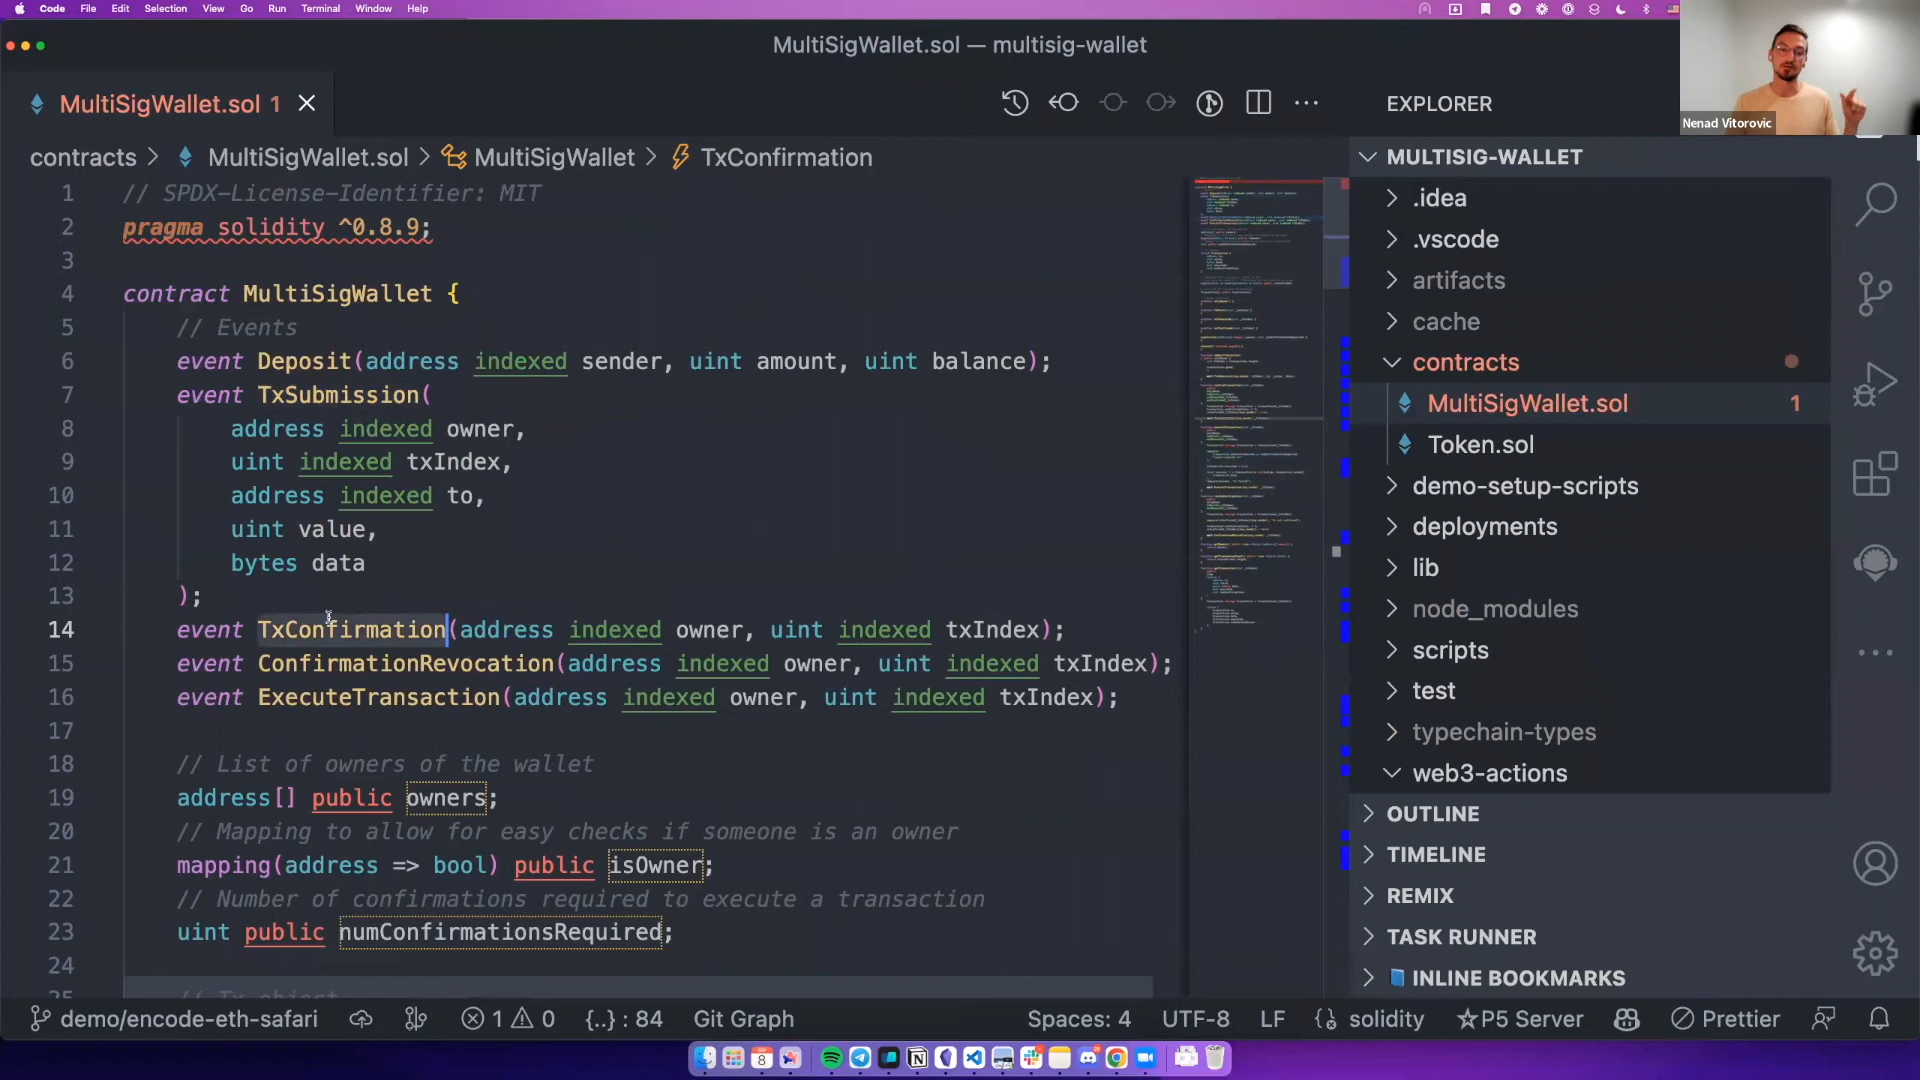 Code File Edit Selection View Go Run Terminal Window Help
MultiSigWallet.sol — multisig-wallet
Nenad Vitorovic
MultiSigWallet.sol 1
EXPLORER
contracts > MultiSigWallet.sol > MultiSigWallet > TxConfirmation
1 // SPDX-License-Identifier: MIT
2 pragma solidity ^0.8.9;
3
4 contract MultiSigWallet {
5 // Events
6 event Deposit(address indexed sender, uint amount, uint balance);
7 event TxSubmission(
8 address indexed owner,
9 uint indexed txIndex,
10 address indexed to,
11 uint value,
12 bytes data
13 );
14 event TxConfirmation(address indexed owner, uint indexed txIndex);
15 event ConfirmationRevocation(address indexed owner, uint indexed txIndex);
16 event ExecuteTransaction(address indexed owner, uint indexed txIndex);
17
18 // List of owners of the wallet
19 address[] public owners;
20 // Mapping to allow for easy checks if someone is an owner
21 mapping(address => bool) public isOwner;
22 // Number of confirmations required to execute a transaction
23 uint public numConfirmationsRequired;
24
25 // Tx object
MULTISIG-WALLET
.idea
.vscode
artifacts
cache
contracts
MultiSigWallet.sol 1
Token.sol
demo-setup-scripts
deployments
lib
node_modules
scripts
test
typechain-types
web3-actions
OUTLINE
TIMELINE
REMIX
TASK RUNNER
INLINE BOOKMARKS
demo/encode-eth-safari 1 0 {..} : 84 Git Graph Spaces: 4 UTF-8 LF solidity P5 Server Prettier